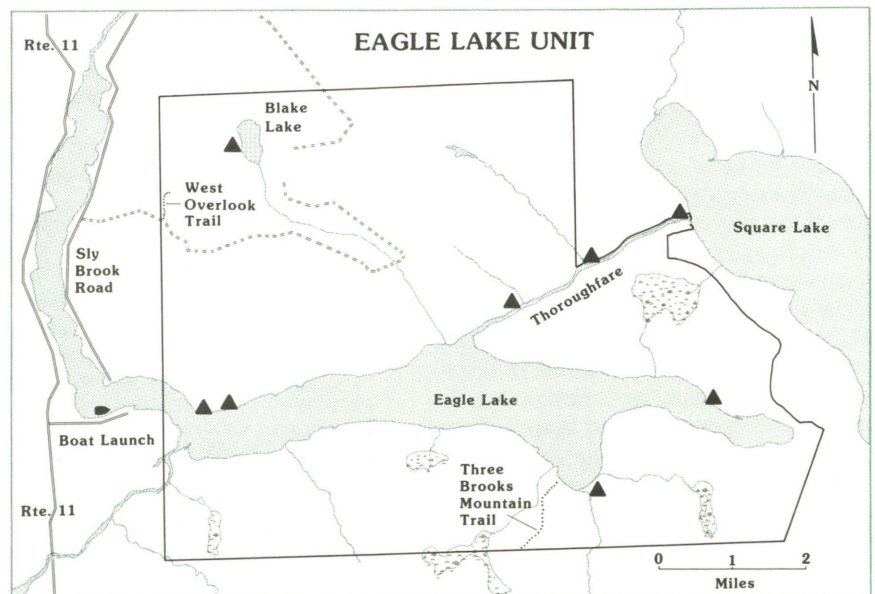 EAGLE LAKE UNIT
Rte. 11
N
Blake
Lake
West
Overlook
Trail
Square Lake
Sly
Brook
Road
Thoroughfare
Eagle Lake
Boat Launch
Three
Brooks
Mountain
Trail
Rte. 11
0 1 2
Miles